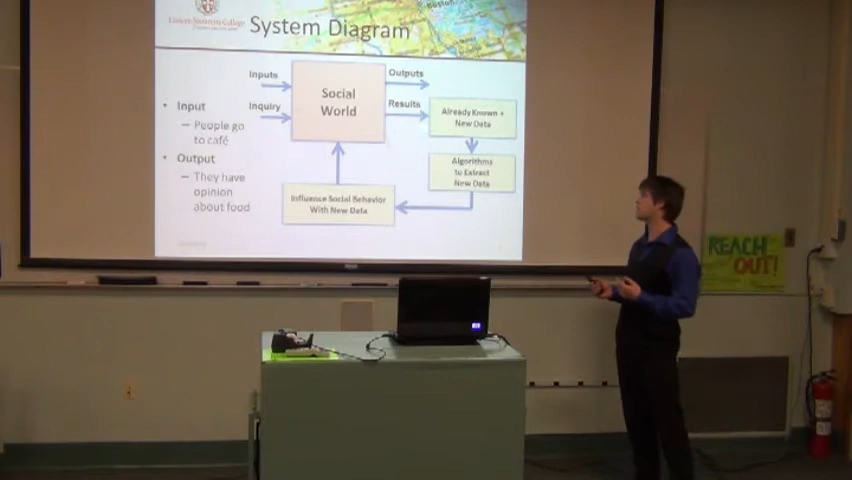 System Diagram
Inputs
Outputs
Social
World
Inquiry
Results
Already Known +
New Data
Algorithms
to Extract
New Data
Influence Social Behavior
With New Data
• Input
– People go
to café
• Output
– They have
opinion
about food
REACH
OUT!